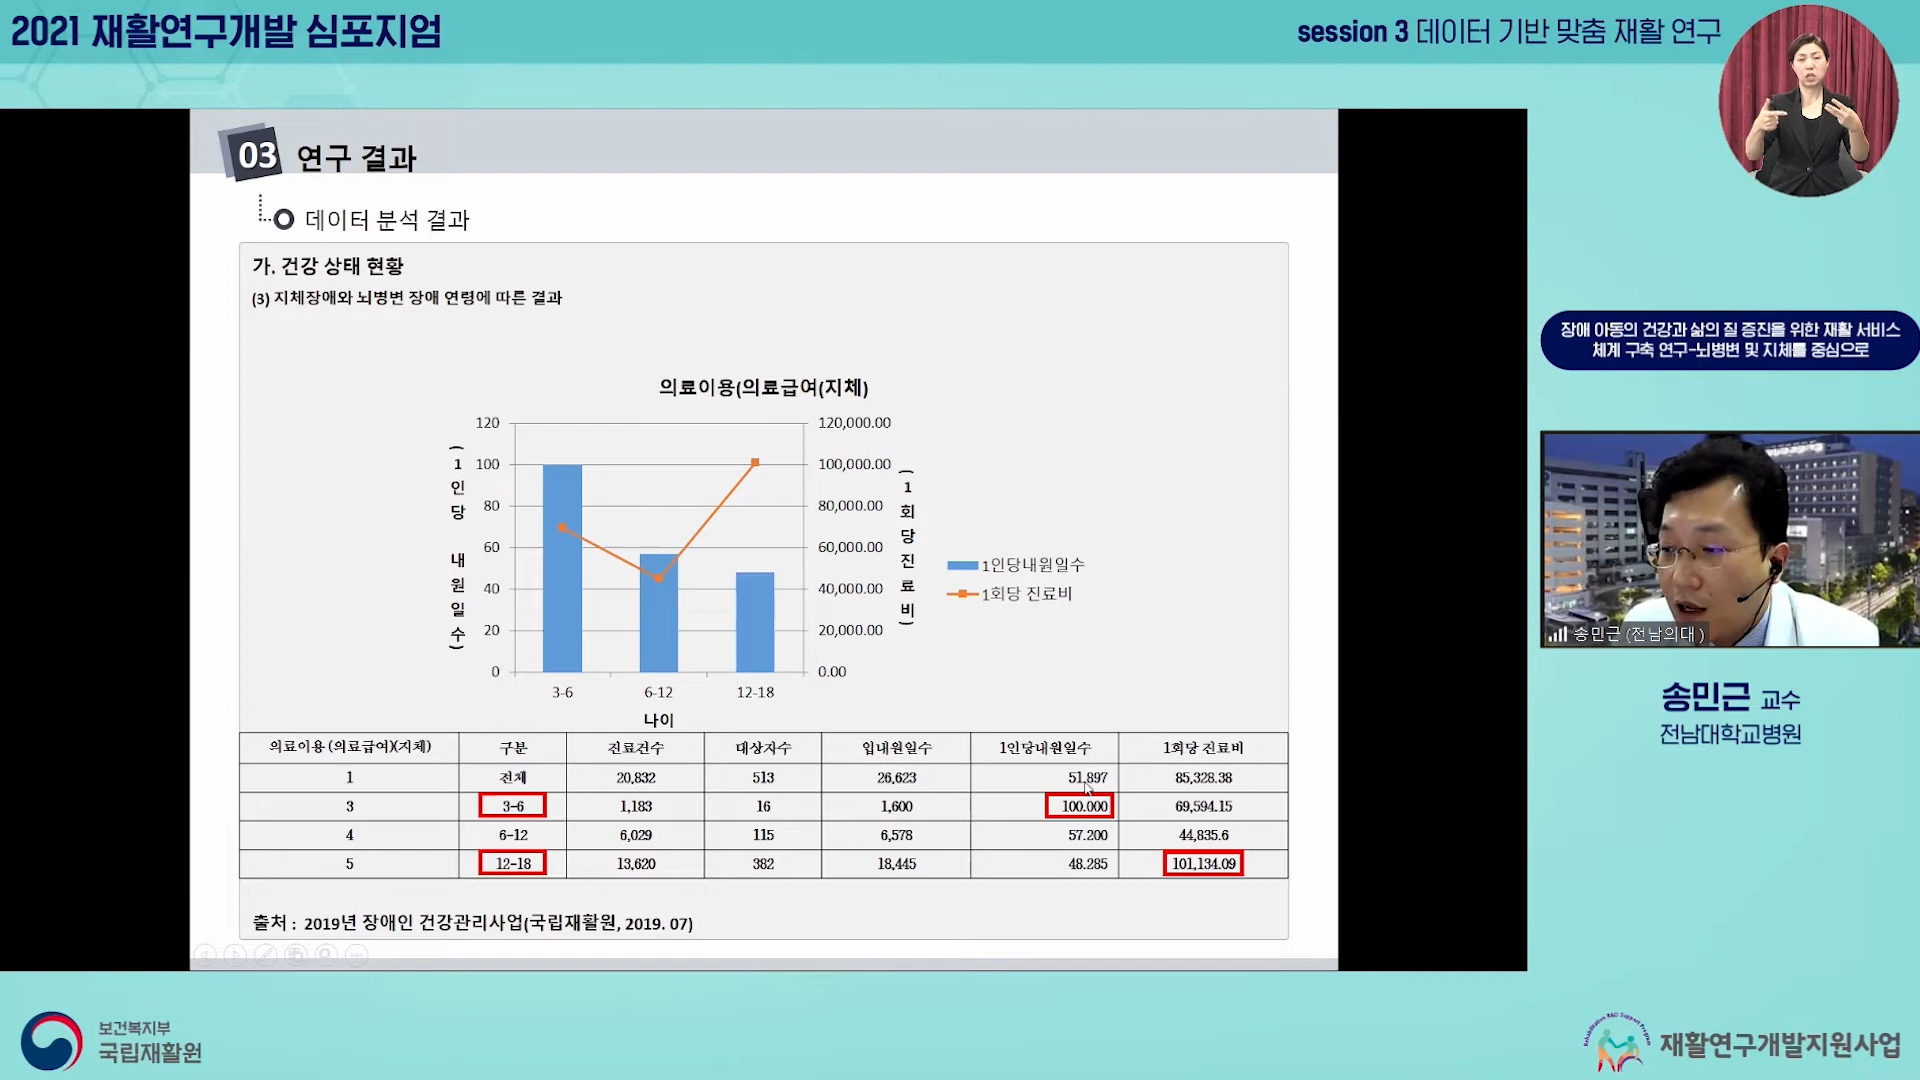 2021 재활연구개발 심포지엄
session 3 데이터 기반 맞춤 재활 연구
03 연구 결과
데이터 분석 결과
가. 건강 상태 현황
(3) 지체장애와 뇌병변 장애 연령에 따른 결과
의료이용(의료급여(지체)
120
100
80
60
40
20
0
(1인당 내원일수)
120,000.00
100,000.00
80,000.00
60,000.00
40,000.00
20,000.00
0.00
(1회당진료비)
1인당내원일수
1회당 진료비
3-6 6-12 12-18
나이
의료이용(의료급여)(지체) 구분 진료건수 대상자수 입내원일수 1인당내원일수 1회당 진료비
1 전체 20,832 513 26,623 51,897 85,328.38
3 3-6 1,183 16 1,600 100.000 69,594.15
4 6-12 6,029 115 6,578 57.200 44,835.6
5 12-18 13,620 382 18,445 48.285 101,134.09
출처 : 2019년 장애인 건강관리사업(국립재활원, 2019. 07)
장애 아동의 건강과 삶의 질 증진을 위한 재활 서비스
체계 구축 연구-뇌병변 및 지체를 중심으로
송민근 (전남의대)
송민근 교수
전남대학교병원
보건복지부
국립재활원
Rehabilitation R&D Support Program
재활연구개발지원사업